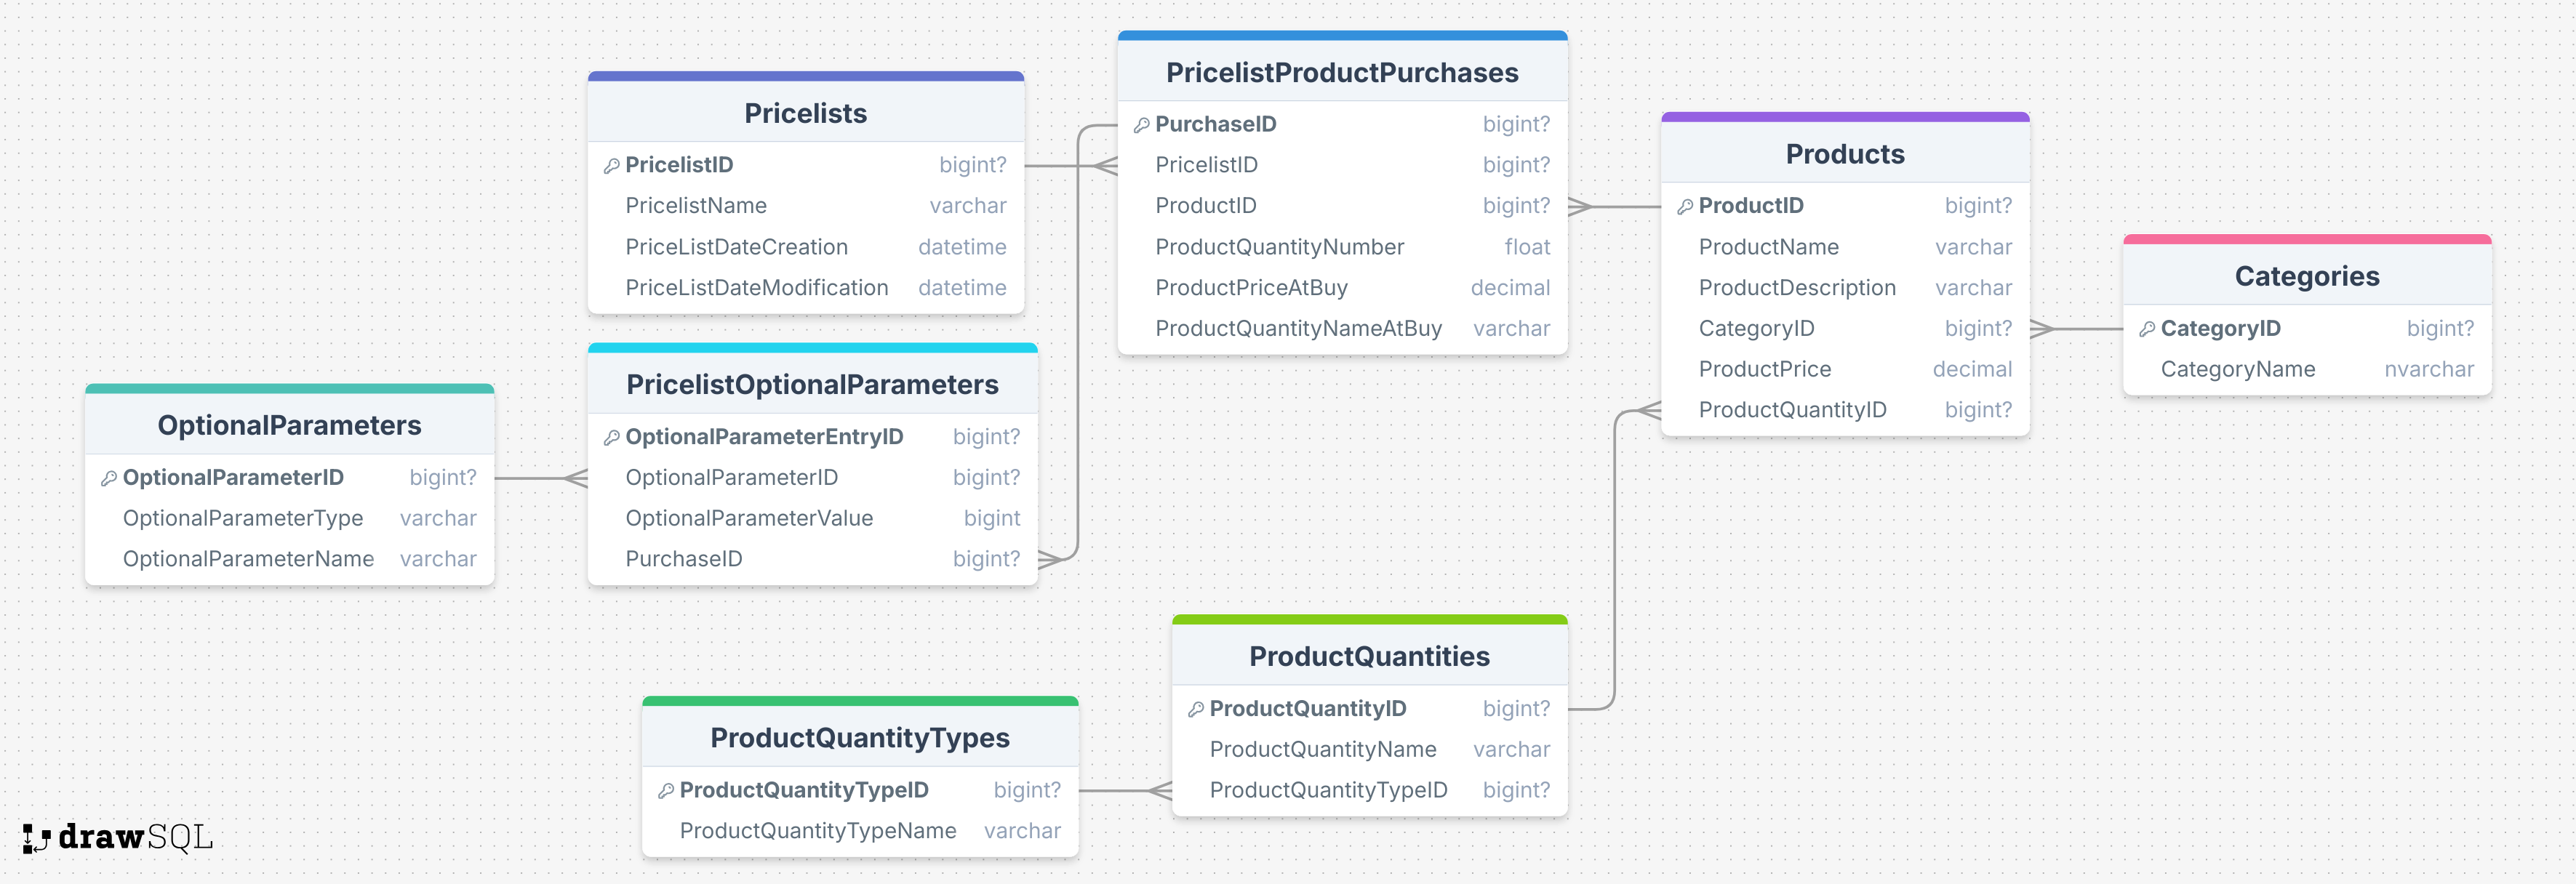 Pricelists
PricelistID bigint?
PricelistName varchar
PriceListDateCreation datetime
PriceListDateModification datetime
PricelistProductPurchases
PurchaseID bigint?
PricelistID bigint?
ProductID bigint?
ProductQuantityNumber float
ProductPriceAtBuy decimal
ProductQuantityNameAtBuy varchar
Products
ProductID bigint?
ProductName varchar
ProductDescription varchar
CategoryID bigint?
ProductPrice decimal
ProductQuantityID bigint?
Categories
CategoryID bigint?
CategoryName nvarchar
OptionalParameters
OptionalParameterID bigint?
OptionalParameterType varchar
OptionalParameterName varchar
PricelistOptionalParameters
OptionalParameterEntryID bigint?
OptionalParameterID bigint?
OptionalParameterValue bigint
PurchaseID bigint?
ProductQuantityTypes
ProductQuantityTypeID bigint?
ProductQuantityTypeName varchar
ProductQuantities
ProductQuantityID bigint?
ProductQuantityName varchar
ProductQuantityTypeID bigint?
drawSQL